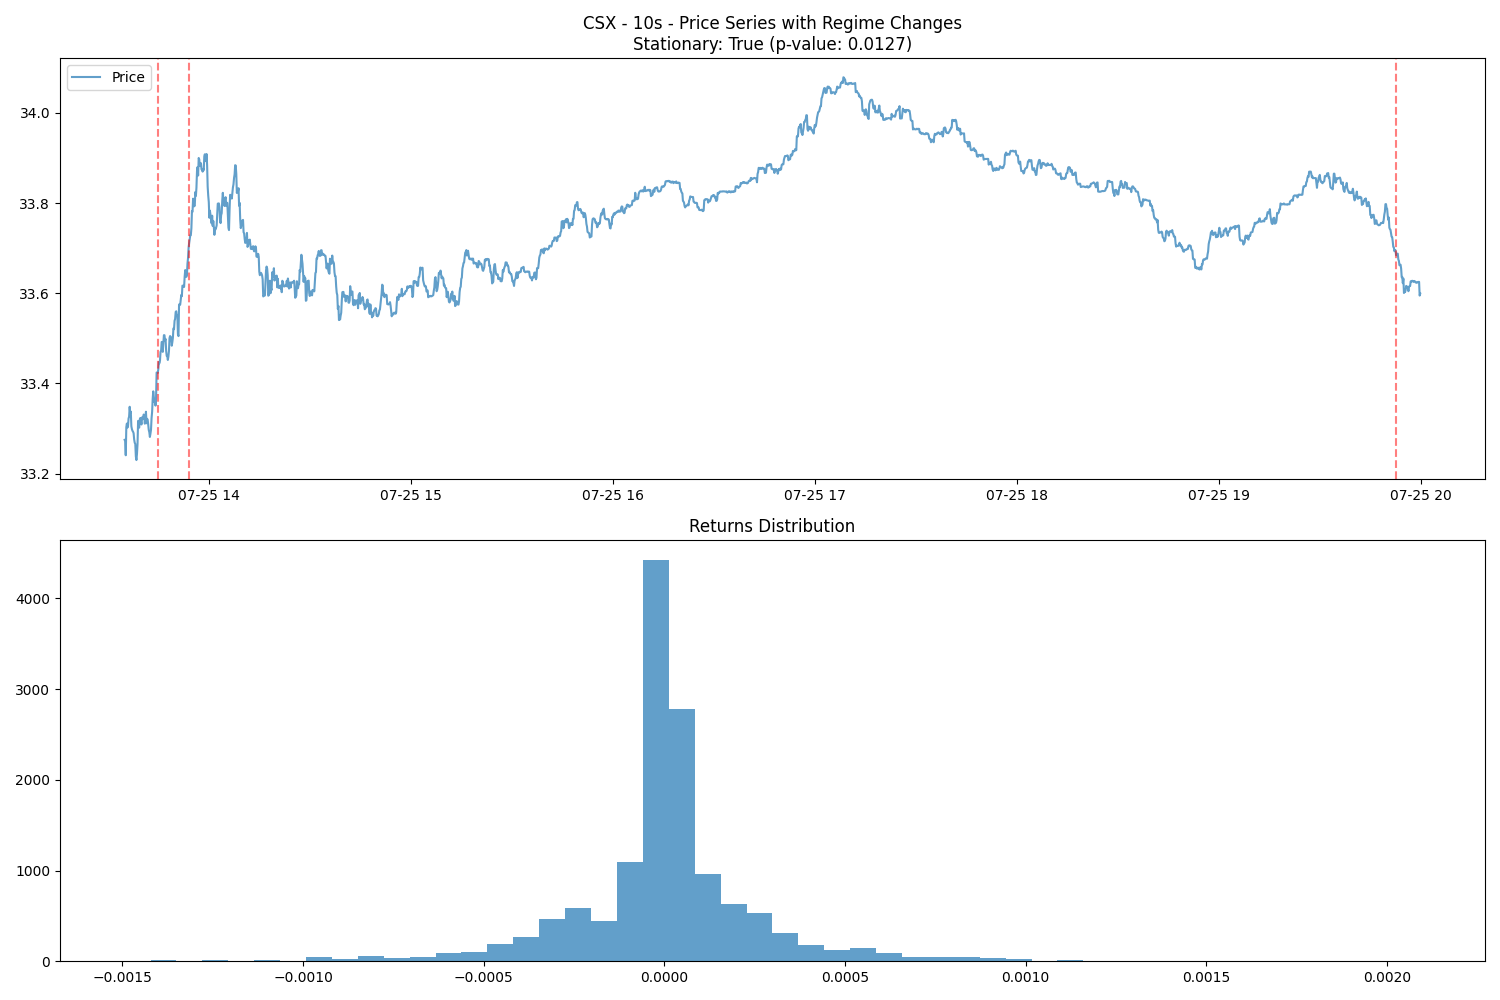 CSX - 10s - Price Series with Regime Changes
Stationary: True (p-value: 0.0127)
Price
34.0
33.8
33.6
33.4
33.2
07-25 14 07-25 15 07-25 16 07-25 17 07-25 18 07-25 19 07-25 20
Returns Distribution
4000
3000
2000
1000
0
−0.0015 −0.0010 −0.0005 0.0000 0.0005 0.0010 0.0015 0.0020